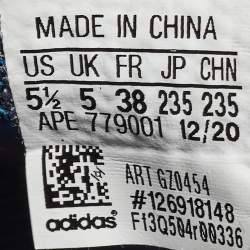 MADE IN CHINA
US UK FR JP CHN
5½ 5 38 235 235
APE 779001 12/20
ART GZ0454
#126918148
F13Q504r00336
adidas